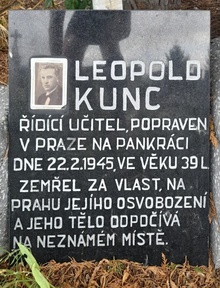 LEOPOLD
KUNC
ŘÍDÍCÍ UČITEL, POPRAVEN
V PRAZE NA PANKRÁCI
DNE 22.2.1945, VE VĚKU 39 L.
ZEMŘEL ZA VLAST, NA
PRAHU JEJÍHO OSVOBOZENÍ
A JEHO TĚLO ODPOČÍVÁ
NA NEZNÁMÉM MÍSTĚ.